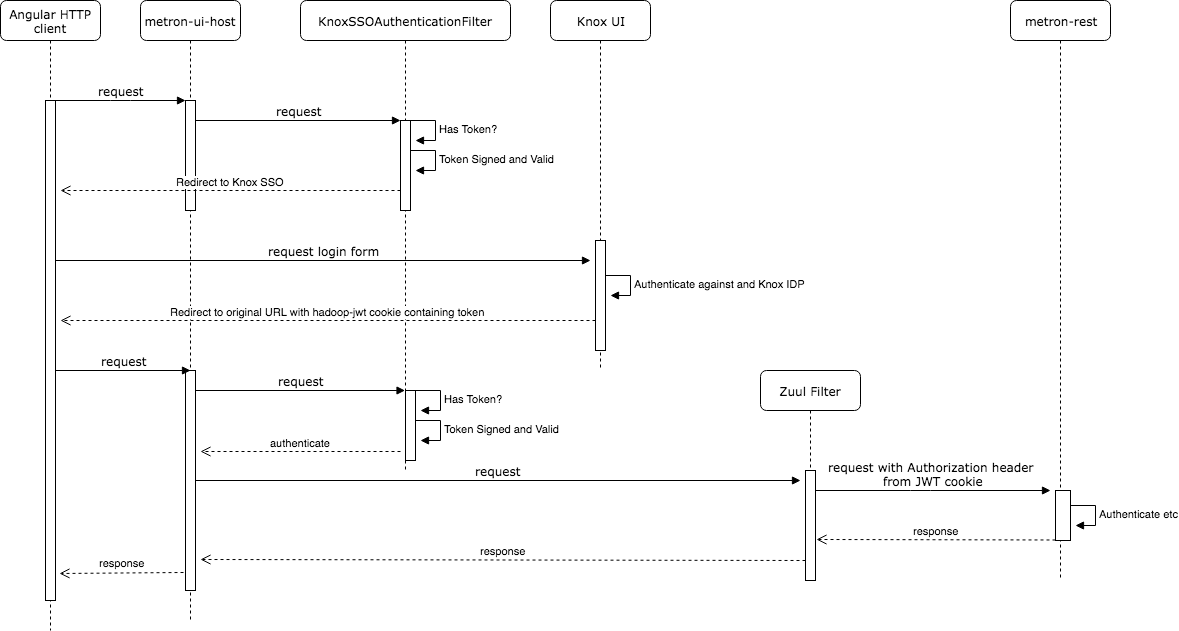 Angular HTTP
client
metron-ui-host
KnoxSSOAuthenticationFilter
Knox UI
metron-rest
request
request
Has Token?
Token Signed and Valid
Redirect to Knox SSO
request login form
Authenticate against and Knox IDP
Redirect to original URL with hadoop-jwt cookie containing token
request
request
Zuul Filter
Has Token?
Token Signed and Valid
authenticate
request
request with Authorization header
from JWT cookie
Authenticate etc
response
response
response